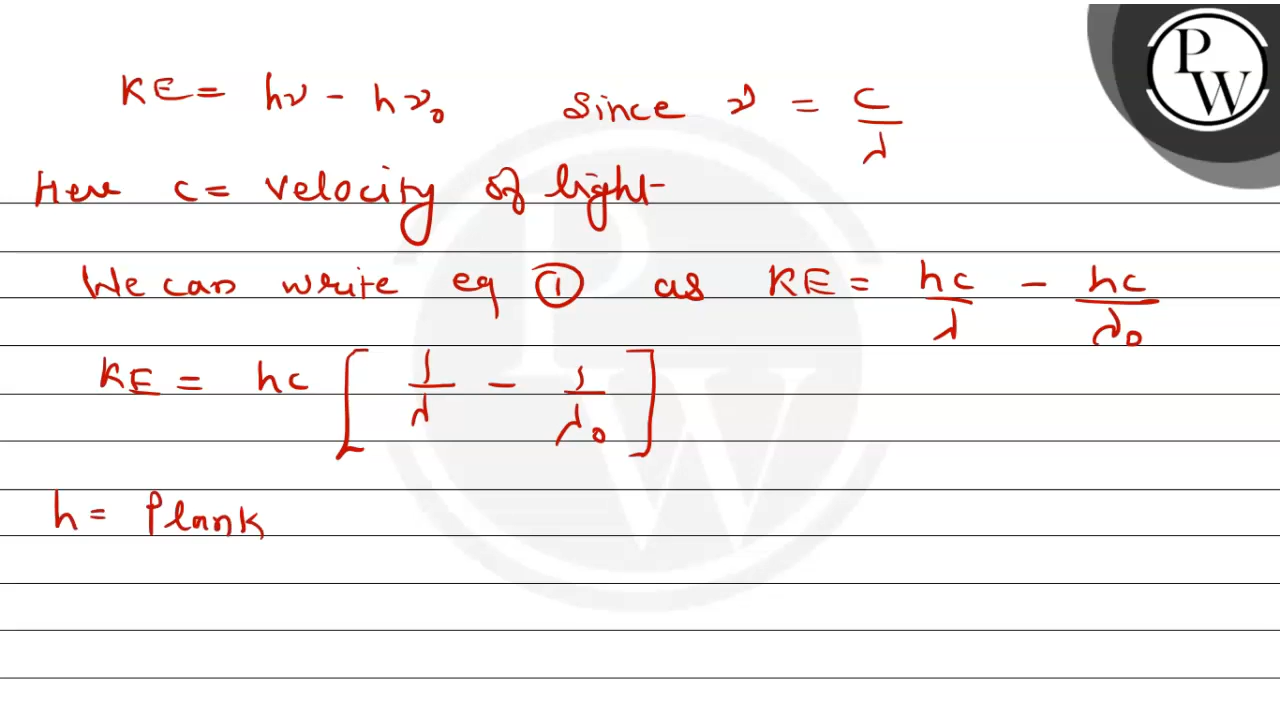 PW
KE = hν - hν₀ since ν = c/λ
Here c = velocity of light
We can write eq ① as KE = hc/λ - hc/λ₀
KE = hc [ 1/λ - 1/λ₀ ]
h = Plank